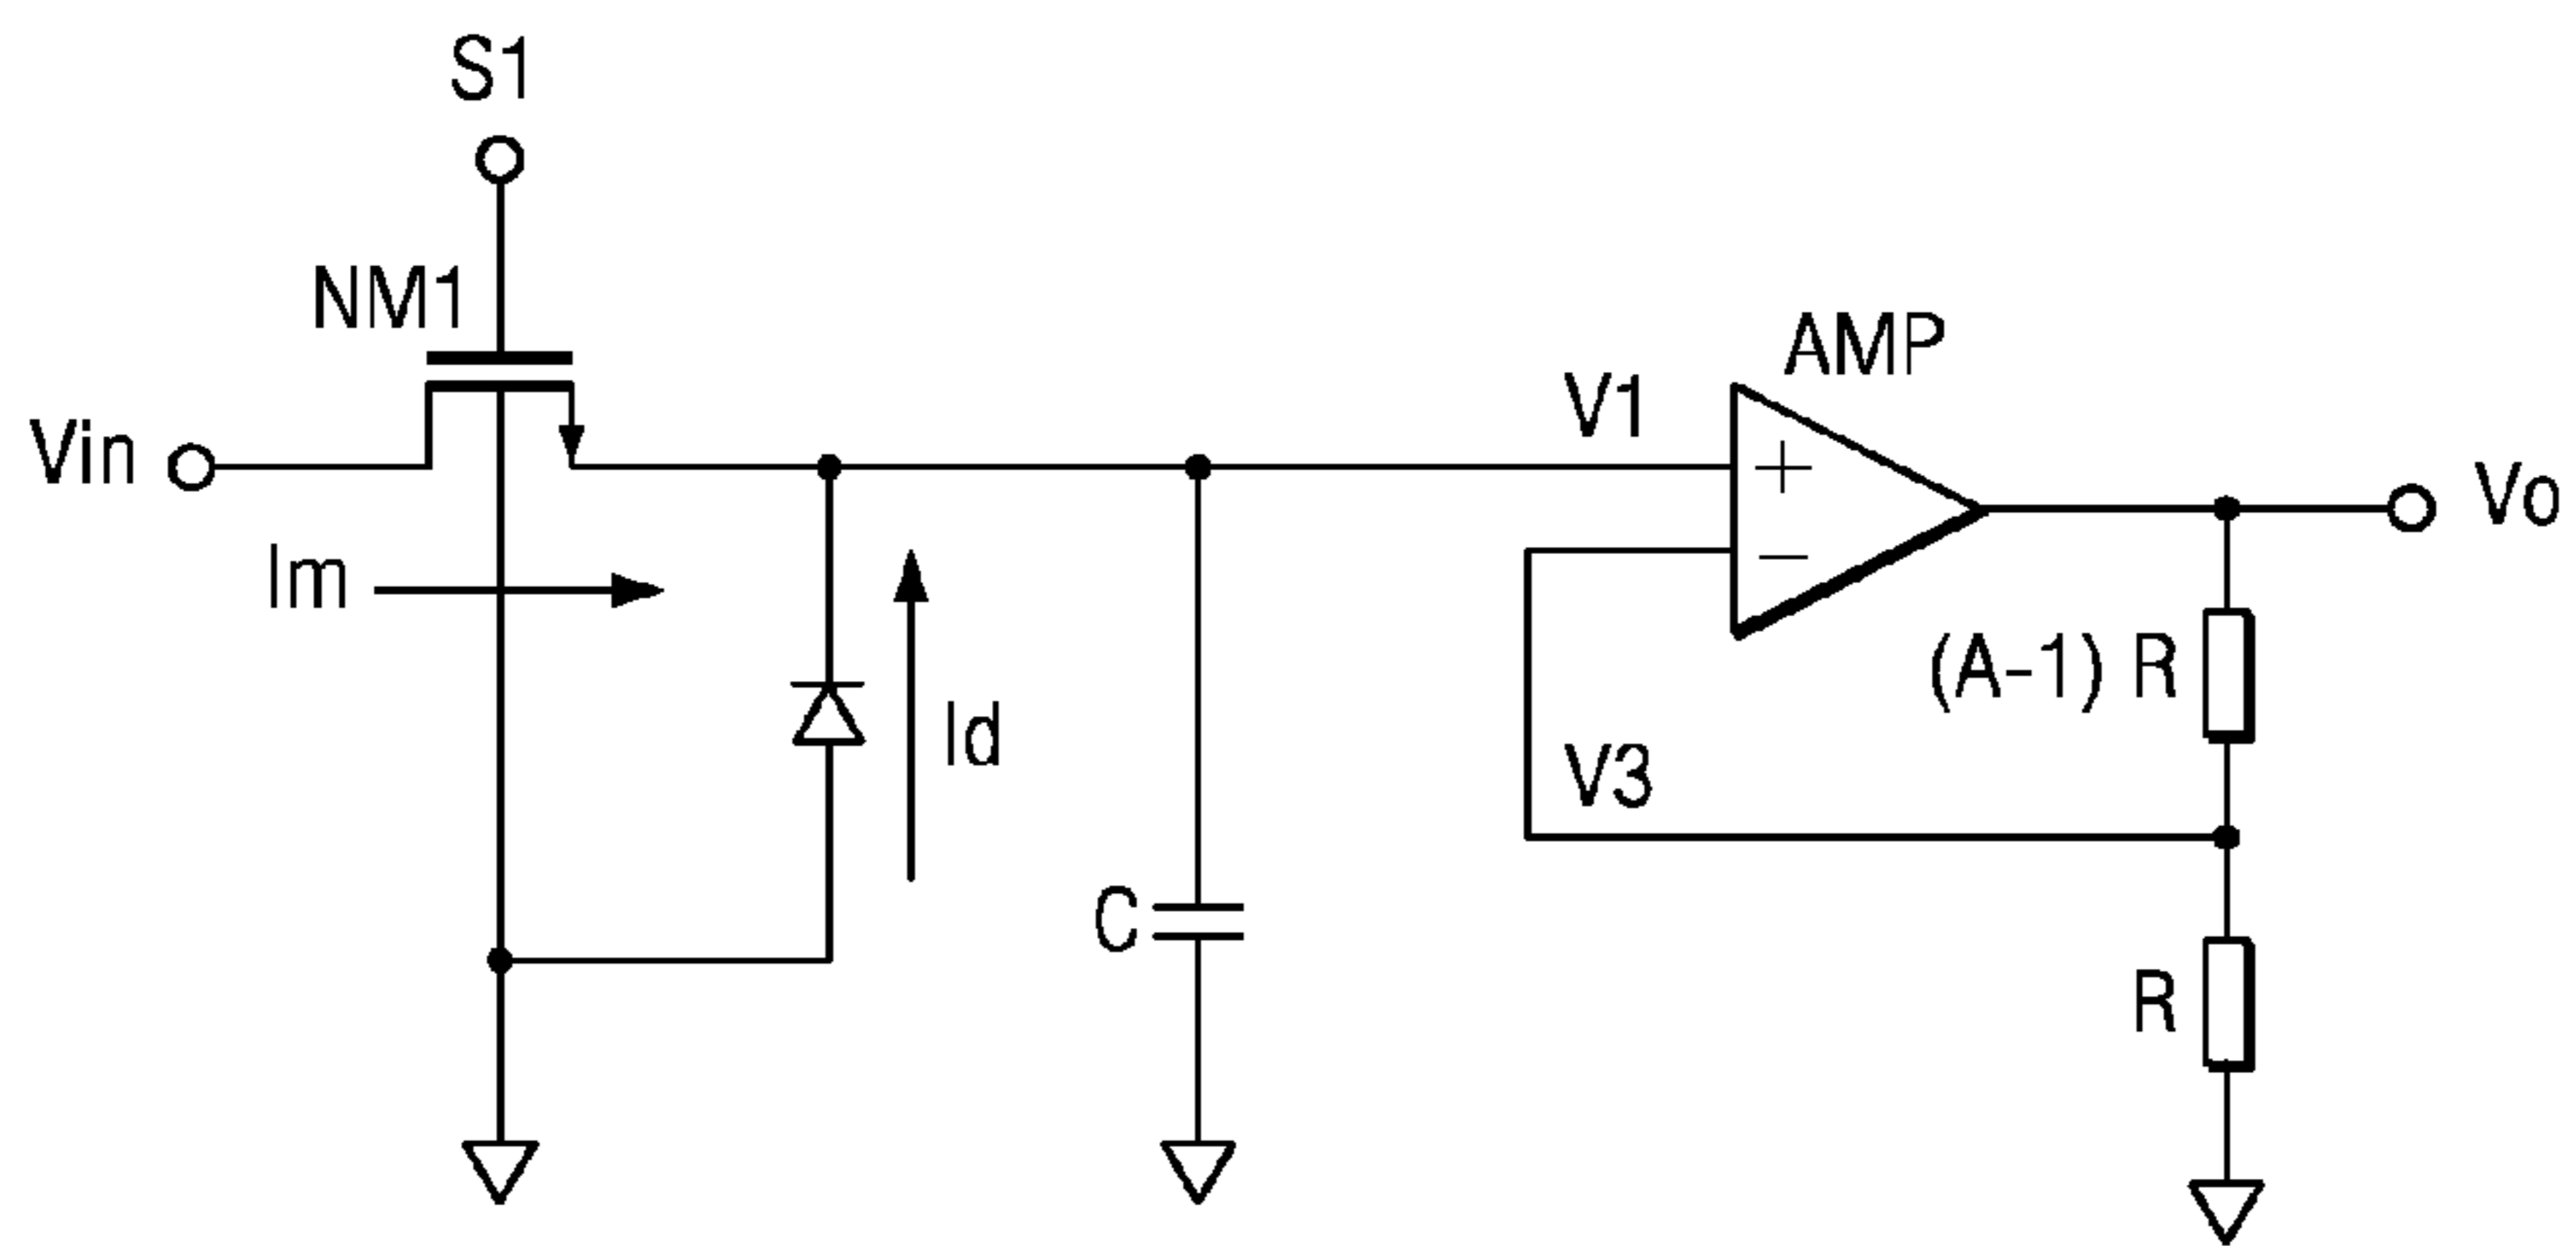 S1
NM1
Vin
Im
Id
C
V1
AMP
+
−
V3
Vo
(A-1) R
R